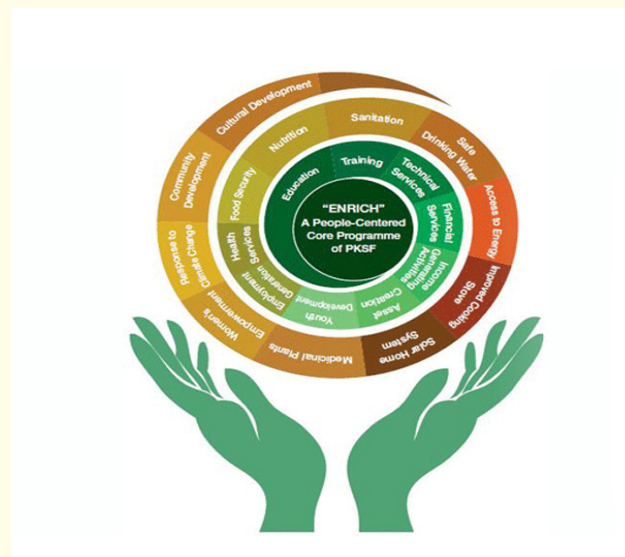 "ENRICH"
A People-Centered
Core Programme
of PKSF
Education
Training
Technical
Services
Financial
Services
Income
Generating
Activities
Asset
Creation
Youth
Development
Employment
Generation
Health
Services
Food Security
Nutrition
Sanitation
Safe
Drinking Water
Access to Energy
Improved Cooking
Stove
Solar Home
System
Medicinal Plants
Women's
Empowerment
Response to
Climate Change
Community
Development
Cultural Development